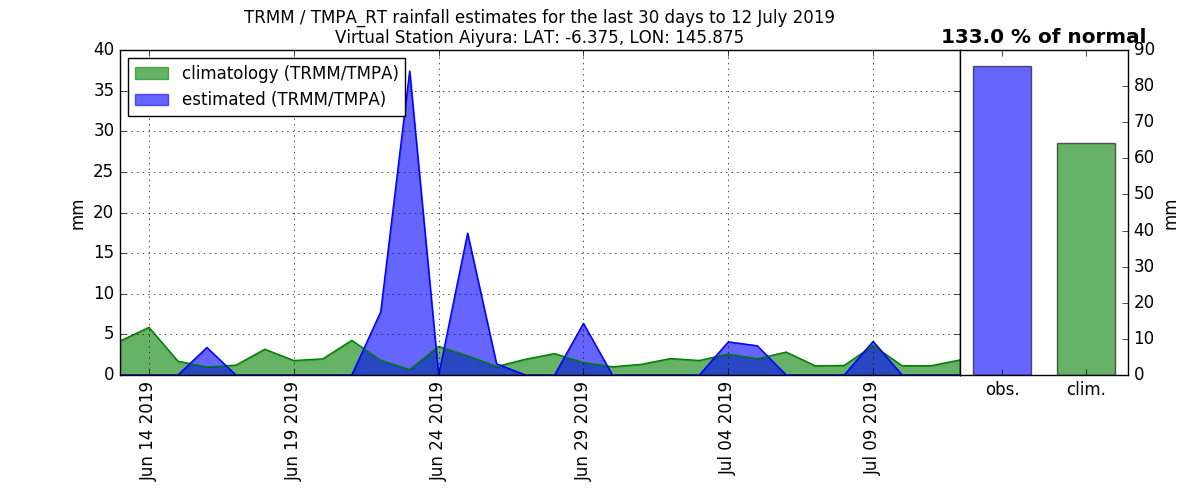 TRMM / TMPA_RT rainfall estimates for the last 30 days to 12 July 2019
Virtual Station Aiyura: LAT: -6.375, LON: 145.875
133.0 % of normal
climatology (TRMM/TMPA)
estimated (TRMM/TMPA)
40
35
30
25
20
15
10
5
0
mm
Jun 14 2019
Jun 19 2019
Jun 24 2019
Jun 29 2019
Jul 04 2019
Jul 09 2019
90
80
70
60
50
40
30
20
10
0
mm
obs.
clim.